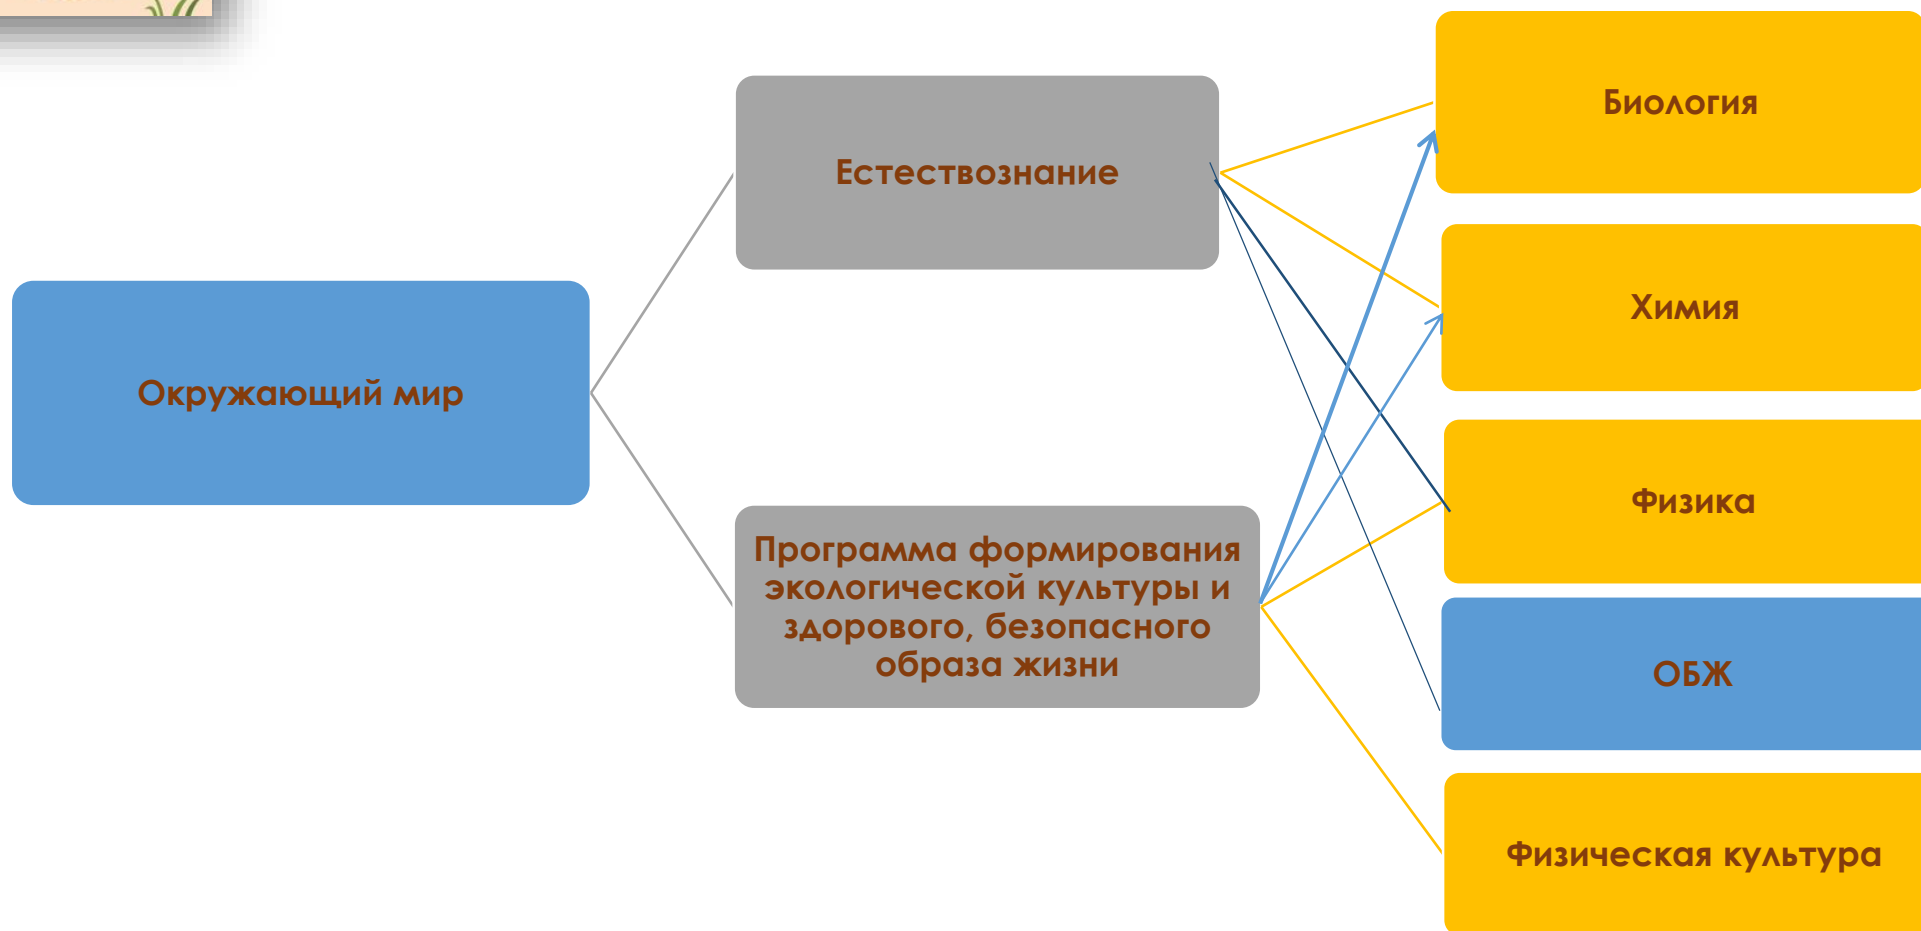 Окружающий мир
Естествознание
Программа формирования
экологической культуры и
здорового, безопасного
образа жизни
Биология
Химия
Физика
ОБЖ
Физическая культура